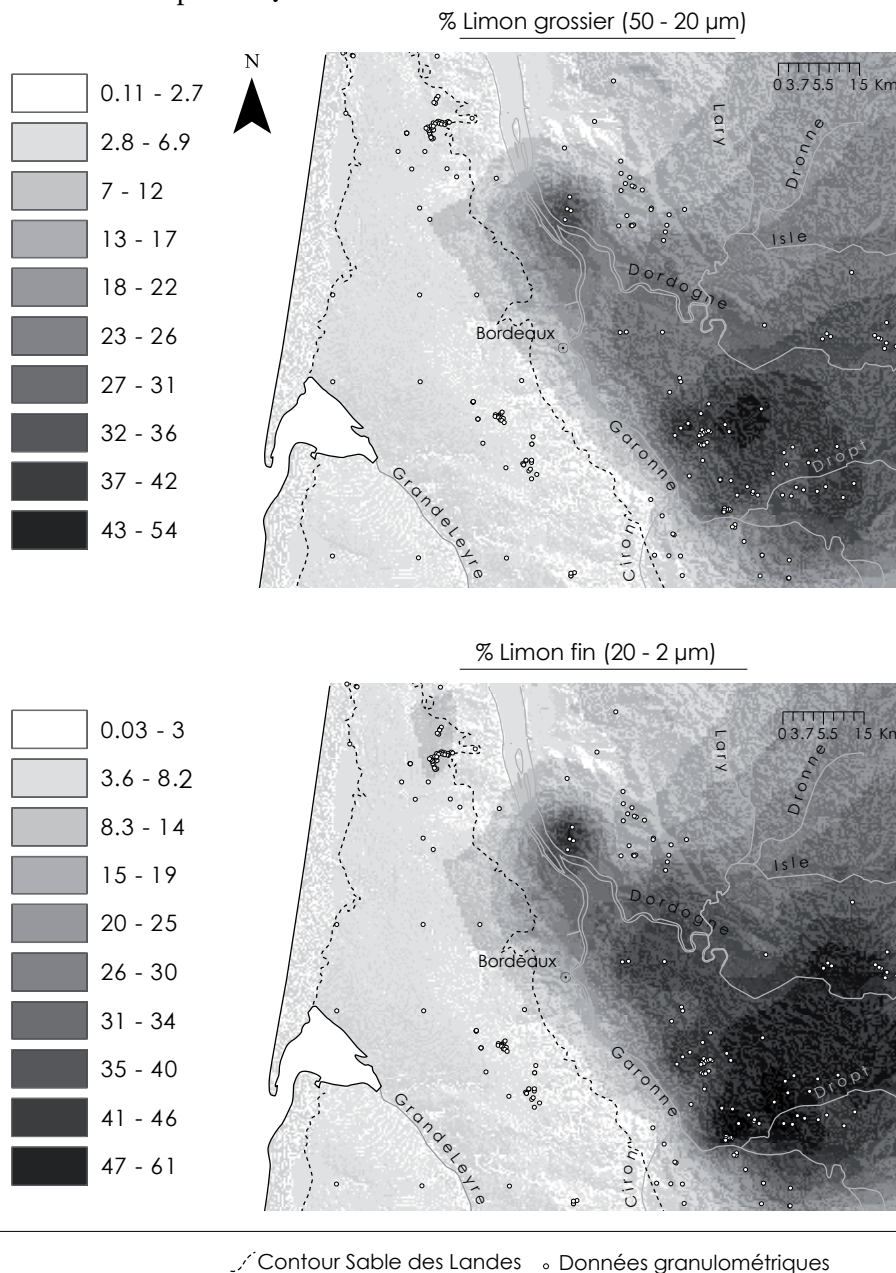 % Limon grossier (50 - 20 µm)
N
0.11 - 2.7
2.8 - 6.9
7 - 12
13 - 17
18 - 22
23 - 26
27 - 31
32 - 36
37 - 42
43 - 54
0 3.75.5 15 Km
Lary
Dronne
Isle
Dordogne
Bordeaux
Garonne
Dropt
GrandeLeyre
Ciron
% Limon fin (20 - 2 µm)
0.03 - 3
3.6 - 8.2
8.3 - 14
15 - 19
20 - 25
26 - 30
31 - 34
35 - 40
41 - 46
47 - 61
0 3.75.5 15 Km
Lary
Dronne
Isle
Dordogne
Bordeaux
Garonne
Dropt
GrandeLeyre
Ciron
Contour Sable des Landes
Données granulométriques